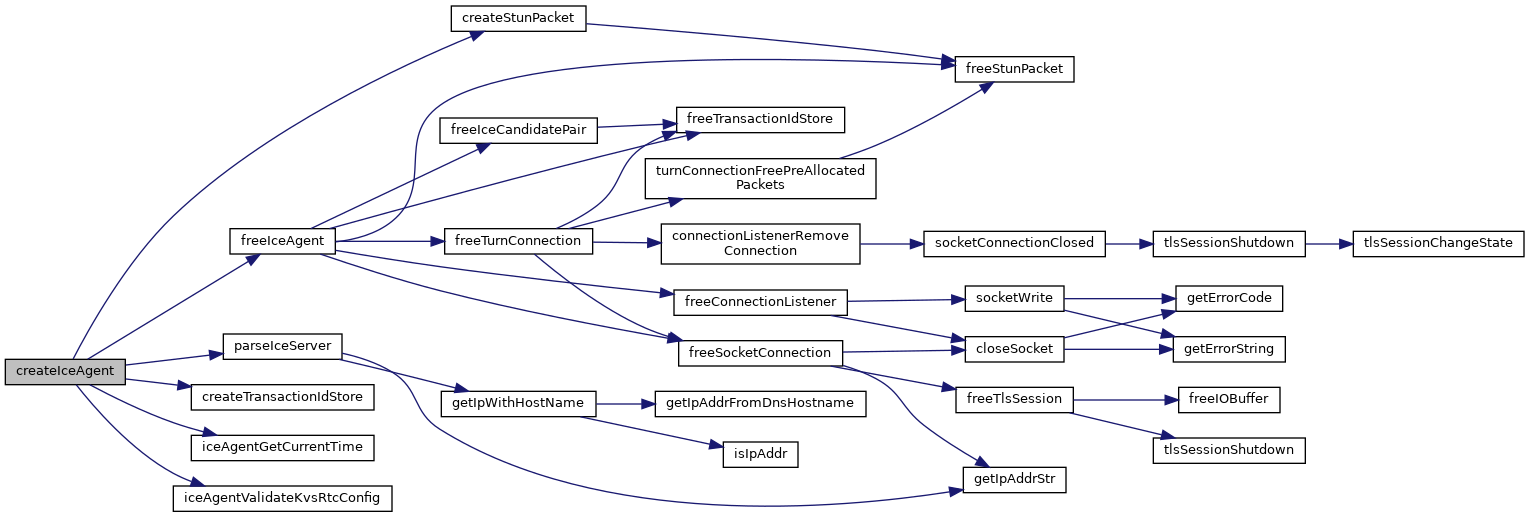 createStunPacket
freeStunPacket
freeTransactionIdStore
freeIceCandidatePair
turnConnectionFreePreAllocated
Packets
freeIceAgent
freeTurnConnection
connectionListenerRemove
Connection
socketConnectionClosed
tlsSessionShutdown
tlsSessionChangeState
freeConnectionListener
socketWrite
getErrorCode
parseIceServer
freeSocketConnection
closeSocket
getErrorString
createIceAgent
createTransactionIdStore
getIpWithHostName
getIpAddrFromDnsHostname
freeTlsSession
freeIOBuffer
iceAgentGetCurrentTime
isIpAddr
tlsSessionShutdown
getIpAddrStr
iceAgentValidateKvsRtcConfig